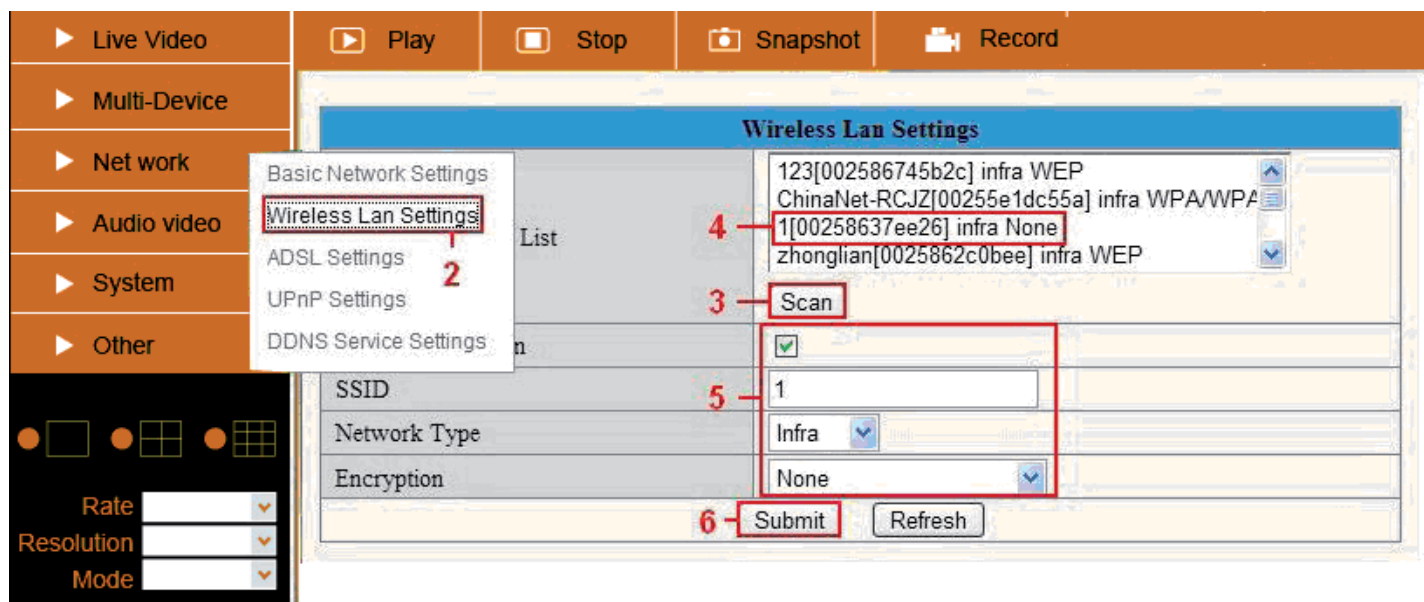 Live Video
Play
Stop
Snapshot
Record
Multi-Device
Net work
Audio video
System
Other
Basic Network Settings
Wireless Lan Settings
2
ADSL Settings
UPnP Settings
DDNS Service Settings
Wireless Lan Settings
List
123[002586745b2c] infra WEP
ChinaNet-RCJZ[00255e1dc55a] infra WPA/WPA
4
1[00258637ee26] infra None
zhonglian[0025862c0bee] infra WEP
3
Scan
n
5
SSID
1
Network Type
Infra
Encryption
None
6
Submit
Refresh
Rate
Resolution
Mode